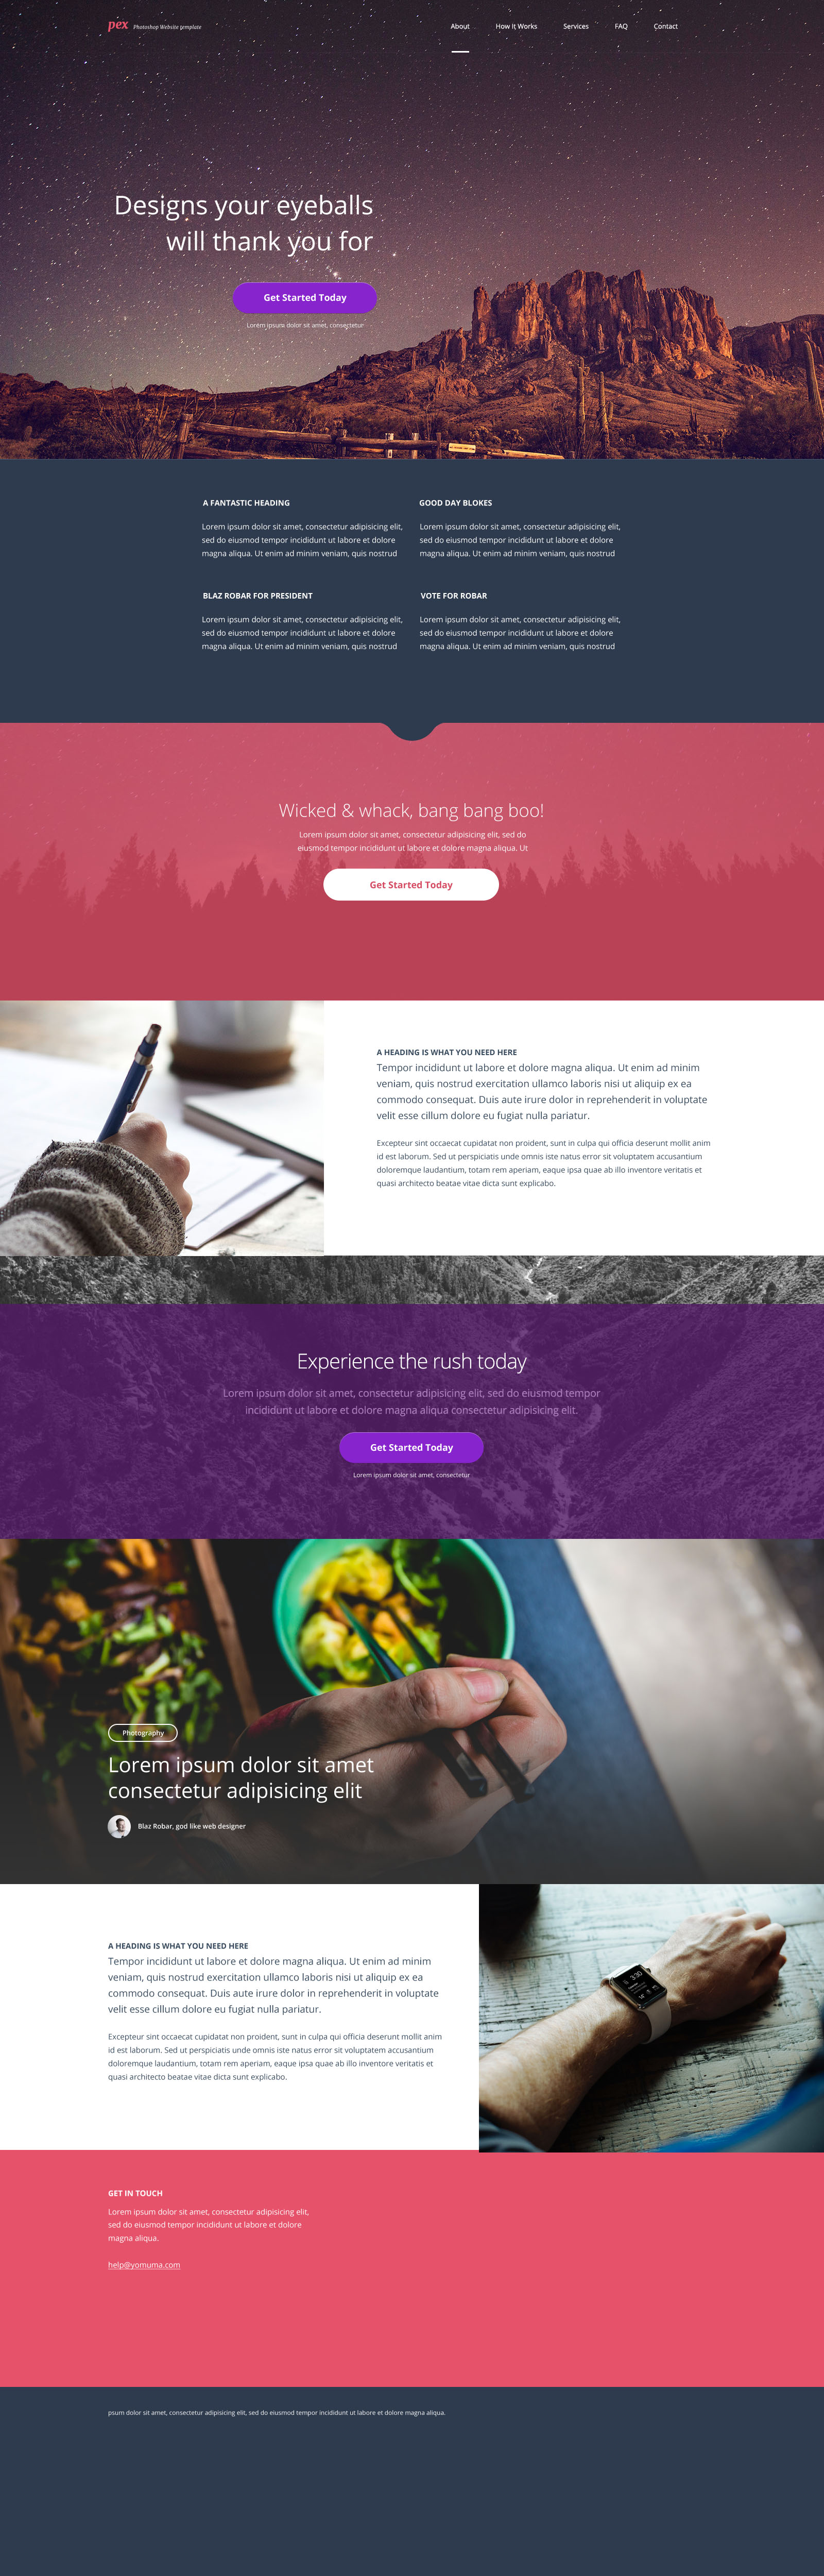 pex Photoshop Website template
About How It Works Services FAQ Contact
Designs your eyeballs
will thank you for
Get Started Today
Lorem ipsum dolor sit amet, consectetur
A FANTASTIC HEADING
Lorem ipsum dolor sit amet, consectetur adipisicing elit,
sed do eiusmod tempor incididunt ut labore et dolore
magna aliqua. Ut enim ad minim veniam, quis nostrud
GOOD DAY BLOKES
Lorem ipsum dolor sit amet, consectetur adipisicing elit,
sed do eiusmod tempor incididunt ut labore et dolore
magna aliqua. Ut enim ad minim veniam, quis nostrud
BLAZ ROBAR FOR PRESIDENT
Lorem ipsum dolor sit amet, consectetur adipisicing elit,
sed do eiusmod tempor incididunt ut labore et dolore
magna aliqua. Ut enim ad minim veniam, quis nostrud
VOTE FOR ROBAR
Lorem ipsum dolor sit amet, consectetur adipisicing elit,
sed do eiusmod tempor incididunt ut labore et dolore
magna aliqua. Ut enim ad minim veniam, quis nostrud
Wicked & whack, bang bang boo!
Lorem ipsum dolor sit amet, consectetur adipisicing elit, sed do
eiusmod tempor incididunt ut labore et dolore magna aliqua. Ut
Get Started Today
A HEADING IS WHAT YOU NEED HERE
Tempor incididunt ut labore et dolore magna aliqua. Ut enim ad minim
veniam, quis nostrud exercitation ullamco laboris nisi ut aliquip ex ea
commodo consequat. Duis aute irure dolor in reprehenderit in voluptate
velit esse cillum dolore eu fugiat nulla pariatur.
Excepteur sint occaecat cupidatat non proident, sunt in culpa qui officia deserunt mollit anim
id est laborum. Sed ut perspiciatis unde omnis iste natus error sit voluptatem accusantium
doloremque laudantium, totam rem aperiam, eaque ipsa quae ab illo inventore veritatis et
quasi architecto beatae vitae dicta sunt explicabo.
Experience the rush today
Lorem ipsum dolor sit amet, consectetur adipisicing elit, sed do eiusmod tempor
incididunt ut labore et dolore magna aliqua consectetur adipisicing elit.
Get Started Today
Lorem ipsum dolor sit amet, consectetur
Photography
Lorem ipsum dolor sit amet
consectetur adipisicing elit
Blaz Robar, god like web designer
A HEADING IS WHAT YOU NEED HERE
Tempor incididunt ut labore et dolore magna aliqua. Ut enim ad minim
veniam, quis nostrud exercitation ullamco laboris nisi ut aliquip ex ea
commodo consequat. Duis aute irure dolor in reprehenderit in voluptate
velit esse cillum dolore eu fugiat nulla pariatur.
Excepteur sint occaecat cupidatat non proident, sunt in culpa qui officia deserunt mollit anim
id est laborum. Sed ut perspiciatis unde omnis iste natus error sit voluptatem accusantium
doloremque laudantium, totam rem aperiam, eaque ipsa quae ab illo inventore veritatis et
quasi architecto beatae vitae dicta sunt explicabo.
3:30
GET IN TOUCH
Lorem ipsum dolor sit amet, consectetur adipisicing elit,
sed do eiusmod tempor incididunt ut labore et dolore
magna aliqua.
help@yomuma.com
psum dolor sit amet, consectetur adipisicing elit, sed do eiusmod tempor incididunt ut labore et dolore magna aliqua.